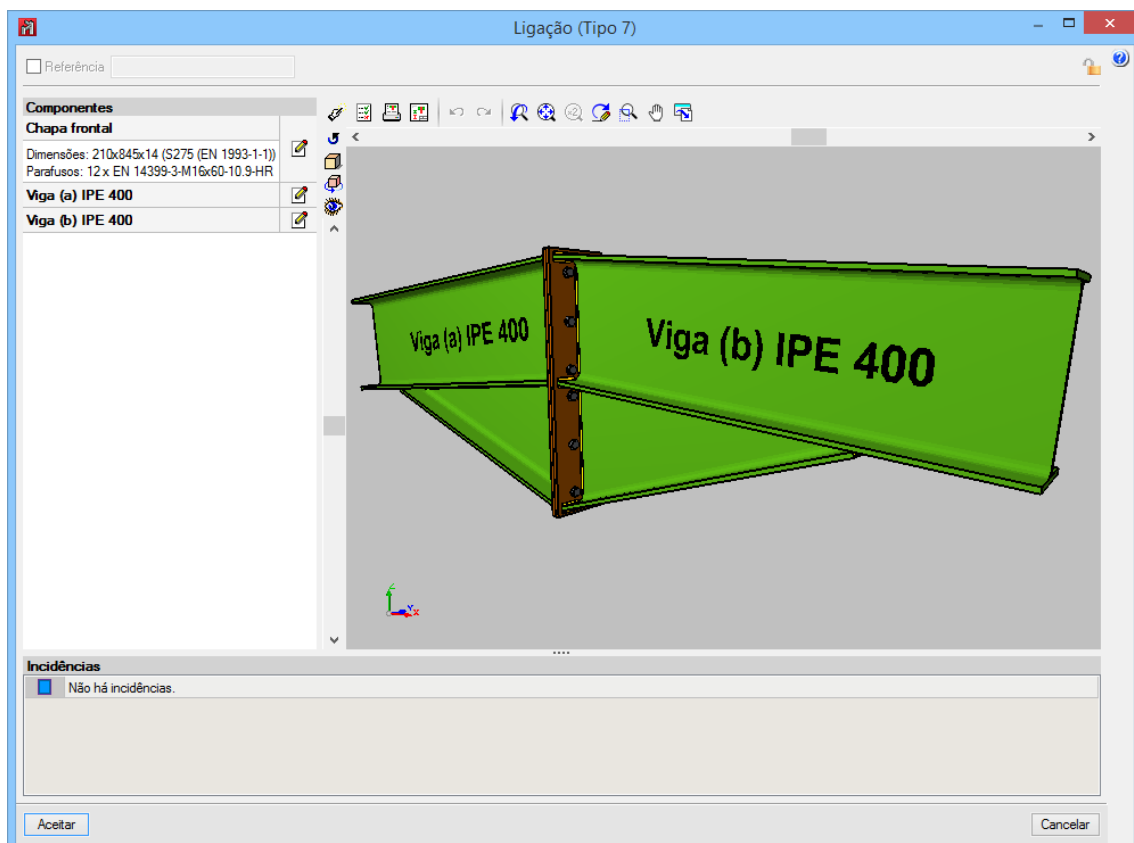 Ligação (Tipo 7)
Referência
Componentes
Chapa frontal
Dimensões: 210x845x14 (S275 (EN 1993-1-1))
Parafusos: 12 x EN 14399-3-M16x60-10.9-HR
Viga (a) IPE 400
Viga (b) IPE 400
Viga (a) IPE 400
Viga (b) IPE 400
Z
Y
X
Incidências
Não há incidências.
Aceitar
Cancelar